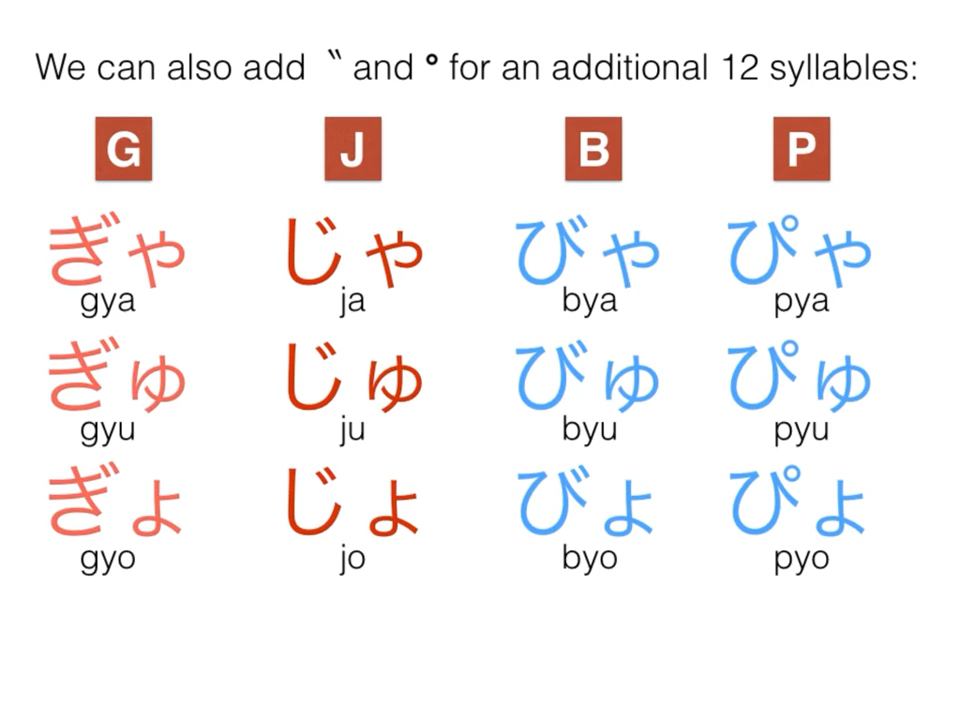 We can also add ゛ and ° for an additional 12 syllables:
G J B P
ぎゃ じゃ びゃ ぴゃ
gya ja bya pya
ぎゅ じゅ びゅ ぴゅ
gyu ju byu pyu
ぎょ じょ びょ ぴょ
gyo jo byo pyo